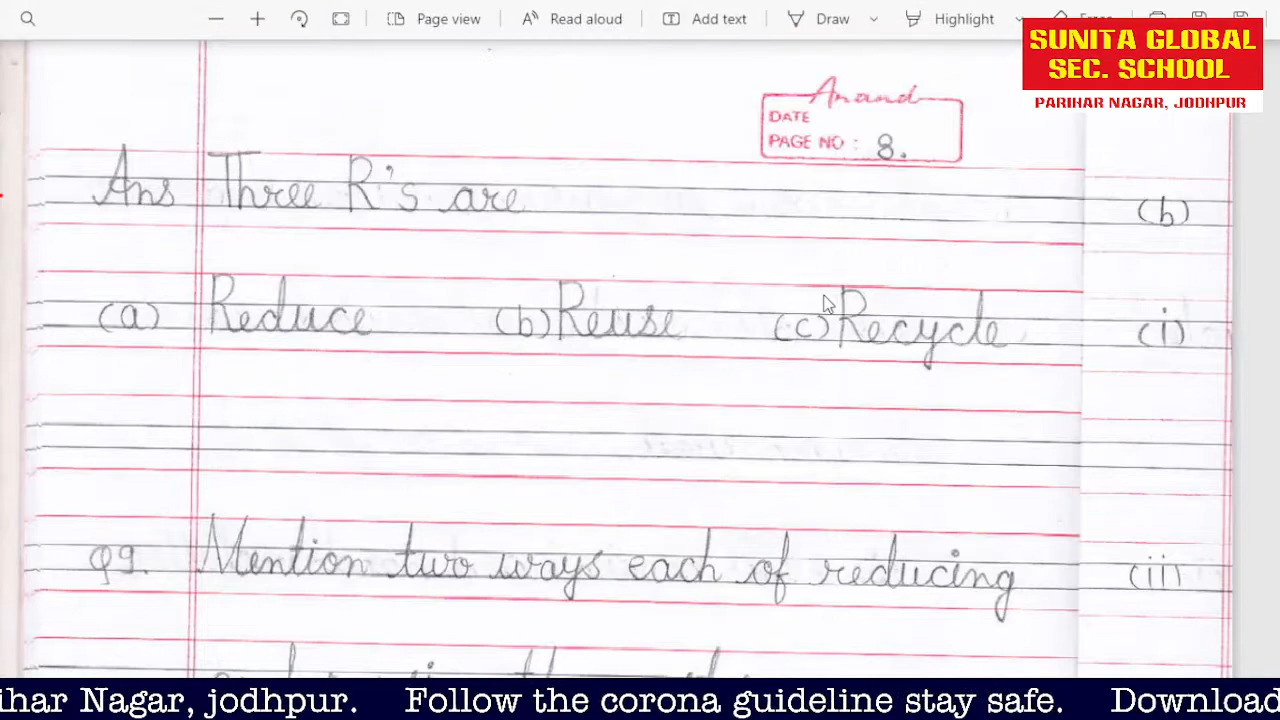 Page view
Read aloud
Add text
Draw
Highlight
SUNITA GLOBAL
SEC. SCHOOL
PARIHAR NAGAR, JODHPUR
Anand
DATE
PAGE NO : 8.
Ans Three R's are
(b)
(a) Reduce (b) Reuse (c) Recycle
(i)
Q9. Mention two ways each of reducing
(ii)
ihar Nagar, jodhpur. Follow the corona guideline stay safe. Download